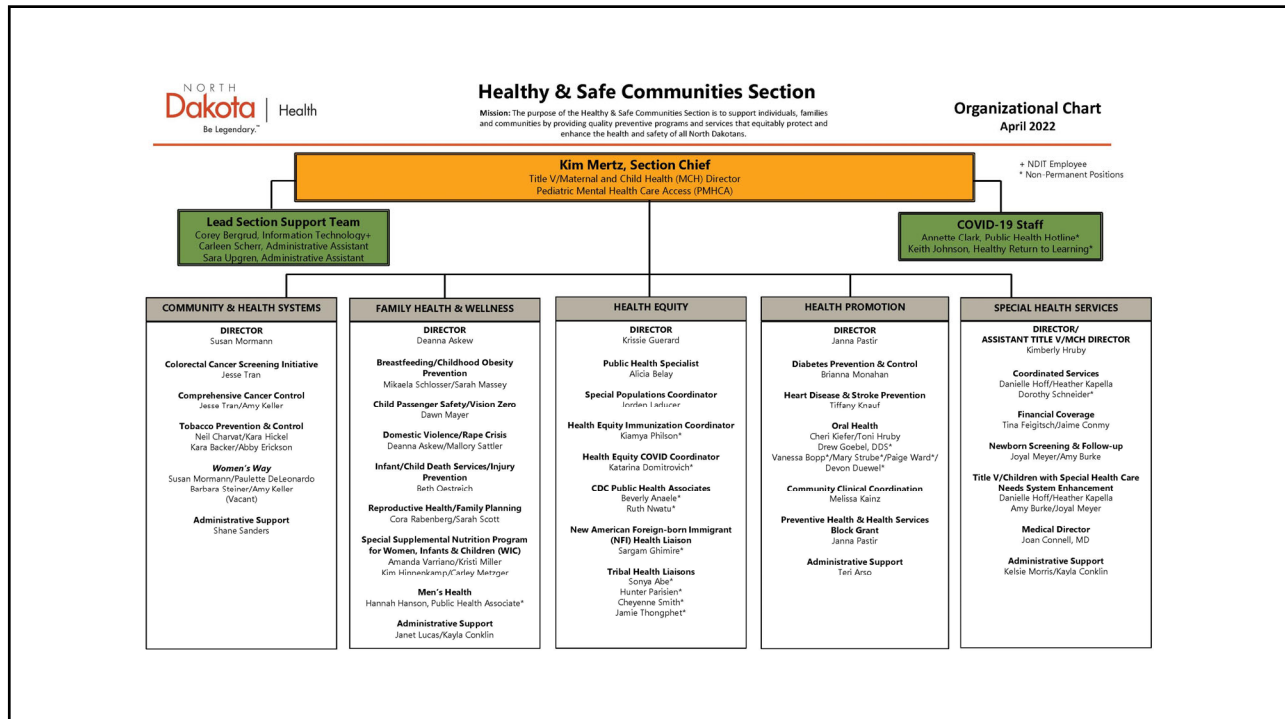 NORTH
Dakota | Health
Be Legendary.™
Healthy & Safe Communities Section
Mission: The purpose of the Healthy & Safe Communities Section is to support individuals, families
and communities by providing quality preventive programs and services that equitably protect and
enhance the health and safety of all North Dakotans.
Organizational Chart
April 2022
Kim Mertz, Section Chief
Title V/Maternal and Child Health (MCH) Director
Pediatric Mental Health Care Access (PMHCA)
+ NDIT Employee
* Non-Permanent Positions
Lead Section Support Team
Corey Bergrud, Information Technology+
Carleen Scherr, Administrative Assistant
Sara Upgren, Administrative Assistant
COVID-19 Staff
Annette Clark, Public Health Hotline*
Keith Johnson, Healthy Return to Learning*
COMMUNITY & HEALTH SYSTEMS
DIRECTOR
Susan Mormann
Colorectal Cancer Screening Initiative
Jesse Tran
Comprehensive Cancer Control
Jesse Tran/Amy Keller
Tobacco Prevention & Control
Neil Charvat/Kara Hickel
Kara Backer/Abby Erickson
Women's Way
Susan Mormann/Paulette DeLeonardo
Barbara Steiner/Amy Keller
(Vacant)
Administrative Support
Shane Sanders
FAMILY HEALTH & WELLNESS
DIRECTOR
Deanna Askew
Breastfeeding/Childhood Obesity
Prevention
Mikaela Schlosser/Sarah Massey
Child Passenger Safety/Vision Zero
Dawn Mayer
Domestic Violence/Rape Crisis
Deanna Askew/Mallory Sattler
Infant/Child Death Services/Injury
Prevention
Beth Oestreich
Reproductive Health/Family Planning
Cora Rabenberg/Sarah Scott
Special Supplemental Nutrition Program
for Women, Infants & Children (WIC)
Amanda Varriano/Kristi Miller
Kim Hinnenkamp/Carley Metzger
Men's Health
Hannah Hanson, Public Health Associate*
Administrative Support
Janet Lucas/Kayla Conklin
HEALTH EQUITY
DIRECTOR
Krissie Guerard
Public Health Specialist
Alicia Belay
Special Populations Coordinator
Jorden Laducer
Health Equity Immunization Coordinator
Kiamya Philson*
Health Equity COVID Coordinator
Katarina Domitrovich*
CDC Public Health Associates
Beverly Anaele*
Ruth Nwatu*
New American Foreign-born Immigrant
(NFI) Health Liaison
Sargam Ghimire*
Tribal Health Liaisons
Sonya Abe*
Hunter Parisien*
Cheyenne Smith*
Jamie Thongphet*
HEALTH PROMOTION
DIRECTOR
Janna Pastir
Diabetes Prevention & Control
Brianna Monahan
Heart Disease & Stroke Prevention
Tiffany Knauf
Oral Health
Cheri Kiefer/Toni Hruby
Drew Goebel, DDS*
Vanessa Bopp*/Mary Strube*/Paige Ward*/
Devon Duewel*
Community Clinical Coordination
Melissa Kainz
Preventive Health & Health Services
Block Grant
Janna Pastir
Administrative Support
Teri Arso
SPECIAL HEALTH SERVICES
DIRECTOR/
ASSISTANT TITLE V/MCH DIRECTOR
Kimberly Hruby
Coordinated Services
Danielle Hoff/Heather Kapella
Dorothy Schneider*
Financial Coverage
Tina Feigitsch/Jaime Conmy
Newborn Screening & Follow-up
Joyal Meyer/Amy Burke
Title V/Children with Special Health Care
Needs System Enhancement
Danielle Hoff/Heather Kapella
Amy Burke/Joyal Meyer
Medical Director
Joan Connell, MD
Administrative Support
Kelsie Morris/Kayla Conklin